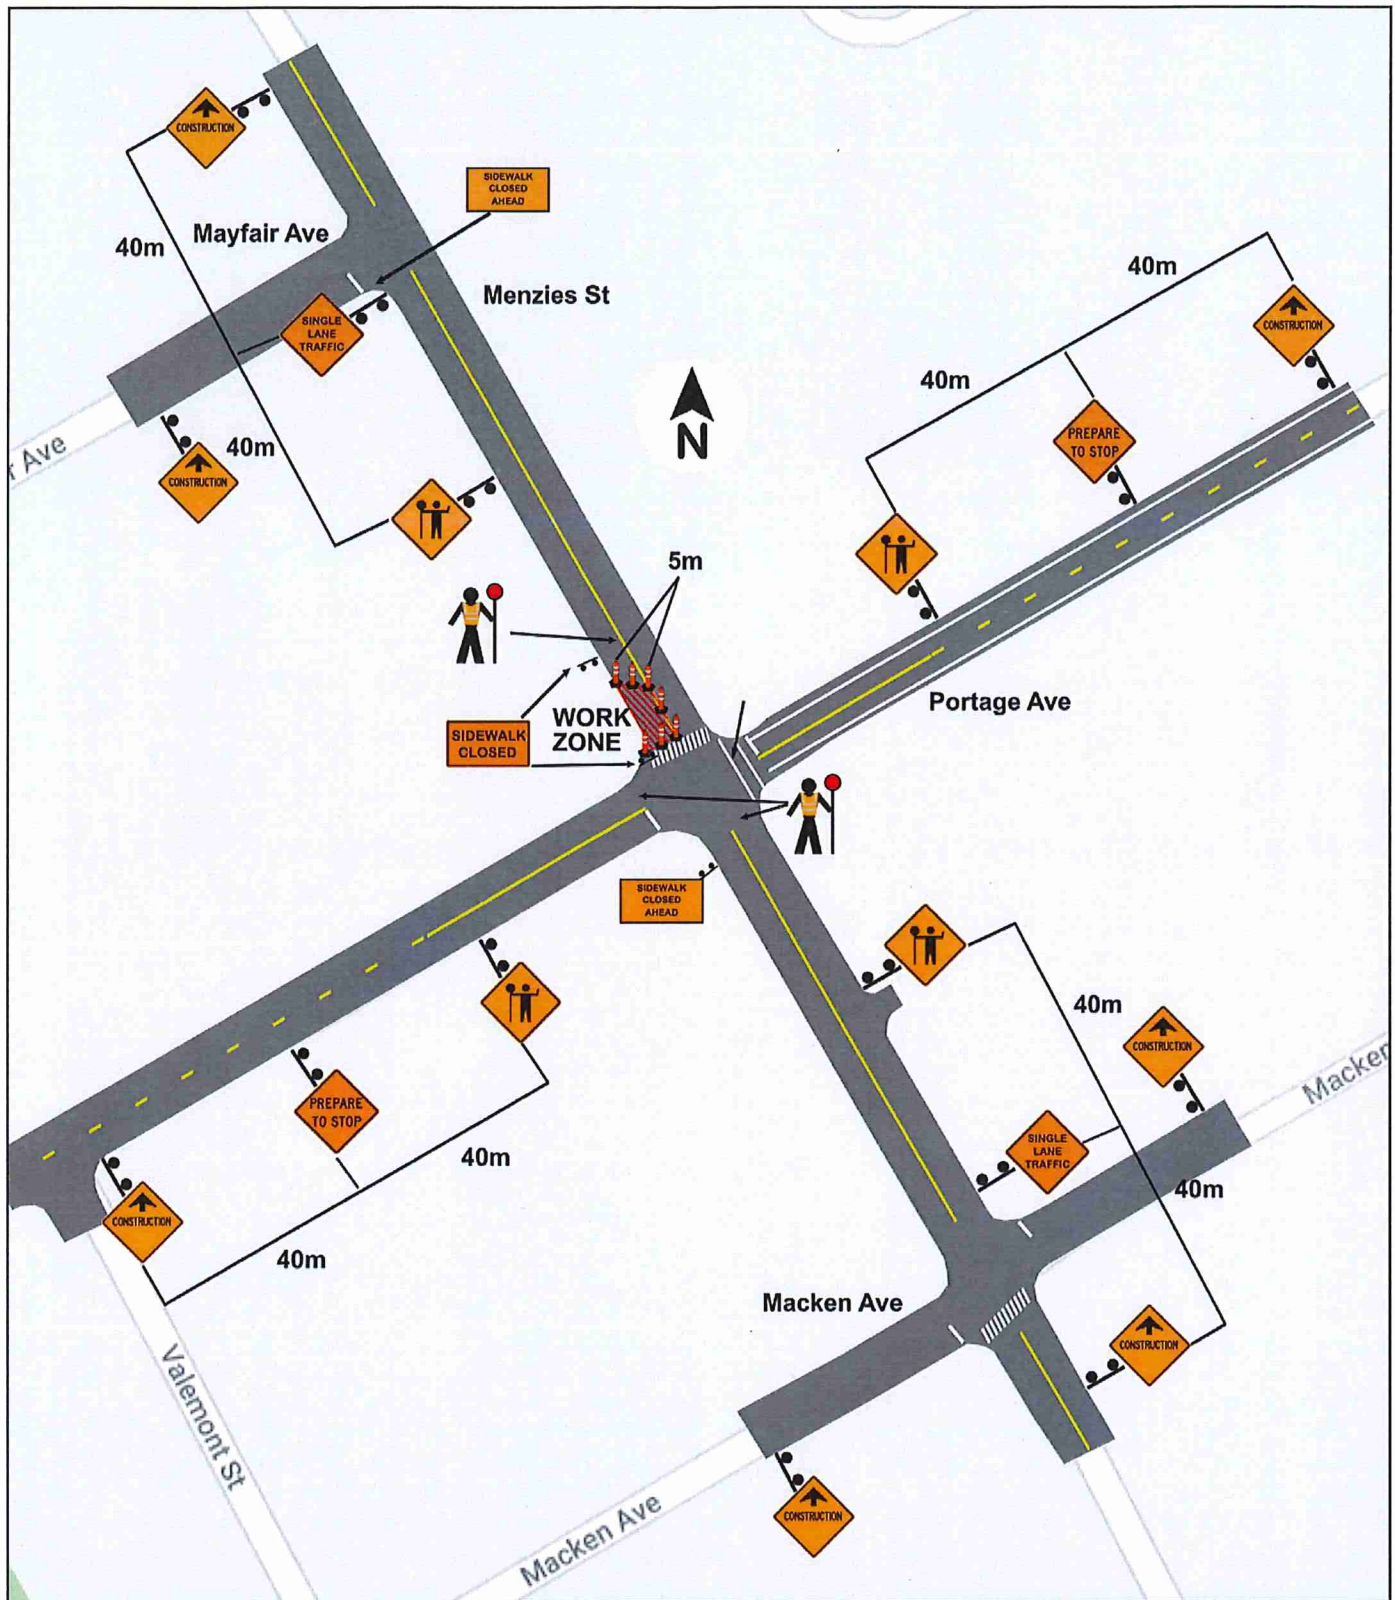 CONSTRUCTION
SIDEWALK
CLOSED
AHEAD
Mayfair Ave
40m
Menzies St
40m
CONSTRUCTION
SINGLE
LANE
TRAFFIC
40m
PREPARE
TO STOP
r Ave
40m
CONSTRUCTION
N
5m
Portage Ave
WORK
ZONE
SIDEWALK
CLOSED
SIDEWALK
CLOSED
AHEAD
40m
CONSTRUCTION
Macken
PREPARE
TO STOP
40m
SINGLE
LANE
TRAFFIC
40m
CONSTRUCTION
40m
Macken Ave
CONSTRUCTION
Valemont St
CONSTRUCTION
Macken Ave